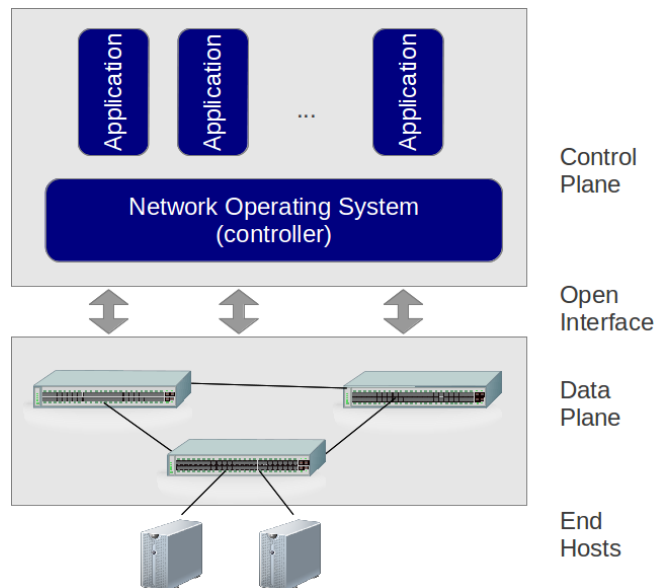 Application
Application
...
Application
Network Operating System
(controller)
Control
Plane
Open
Interface
Data
Plane
End
Hosts